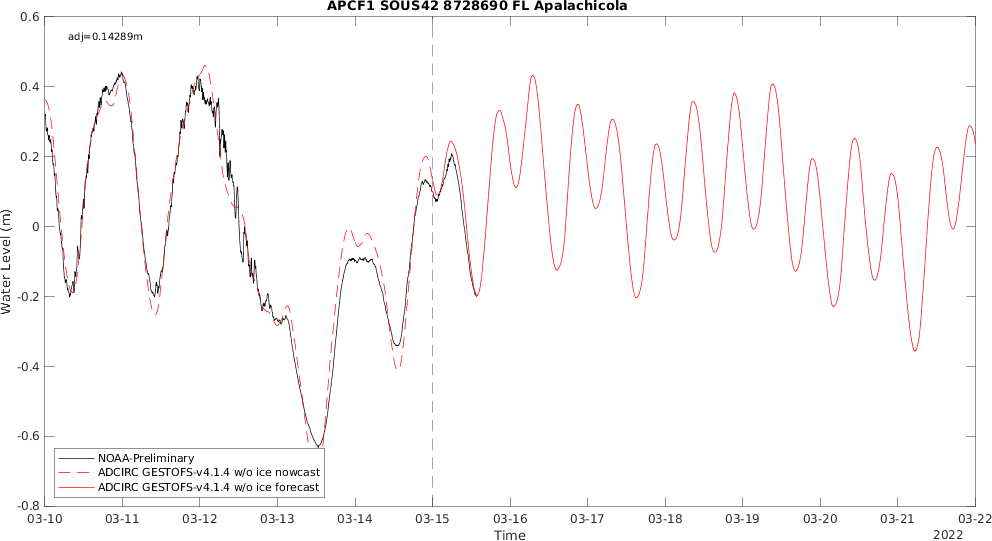 APCF1 SOUS42 8728690 FL Apalachicola
adj=0.14289m
0.6
0.4
0.2
0
-0.2
-0.4
-0.6
-0.8
Water Level (m)
NOAA-Preliminary
ADCIRC GESTOFS-v4.1.4 w/o ice nowcast
ADCIRC GESTOFS-v4.1.4 w/o ice forecast
03-10 03-11 03-12 03-13 03-14 03-15 03-16 03-17 03-18 03-19 03-20 03-21 03-22
Time
2022